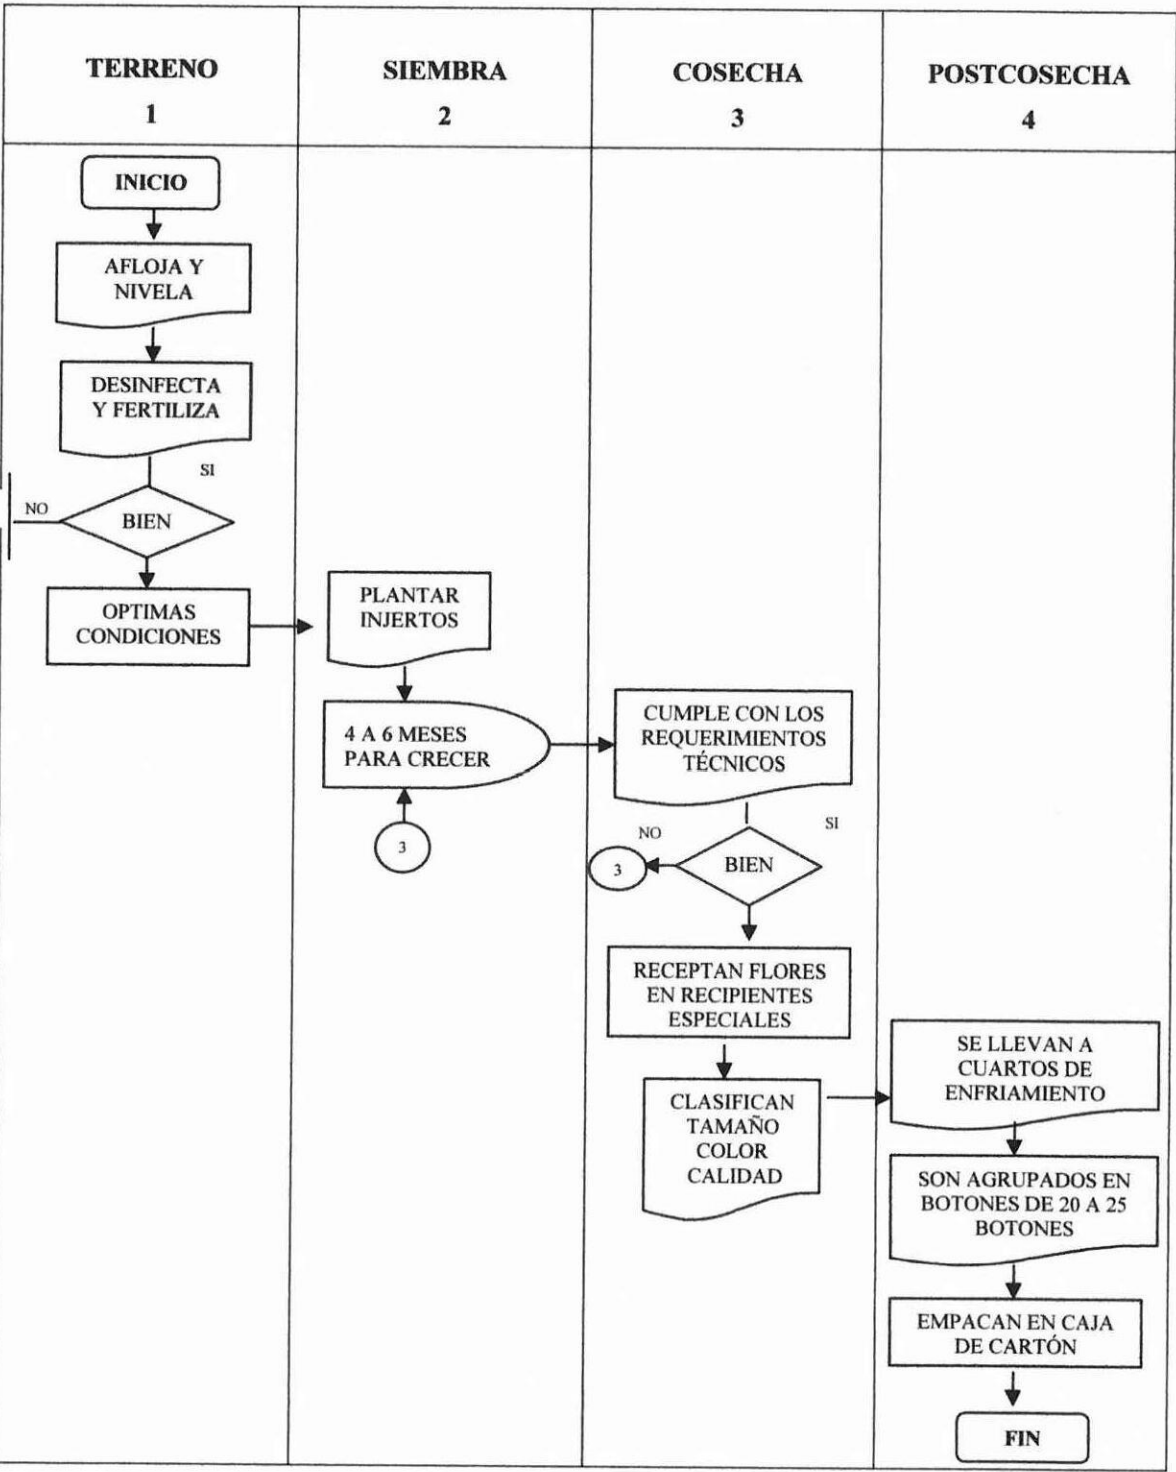 TERRENO
1
SIEMBRA
2
COSECHA
3
POSTCOSECHA
4
INICIO
AFLOJA Y
NIVELA
DESINFECTA
Y FERTILIZA
SI
NO
BIEN
OPTIMAS
CONDICIONES
PLANTAR
INJERTOS
4 A 6 MESES
PARA CRECER
3
CUMPLE CON LOS
REQUERIMIENTOS
TÉCNICOS
NO
SI
3
BIEN
RECEPTAN FLORES
EN RECIPIENTES
ESPECIALES
CLASIFICAN
TAMAÑO
COLOR
CALIDAD
SE LLEVAN A
CUARTOS DE
ENFRIAMIENTO
SON AGRUPADOS EN
BOTONES DE 20 A 25
BOTONES
EMPACAN EN CAJA
DE CARTÓN
FIN